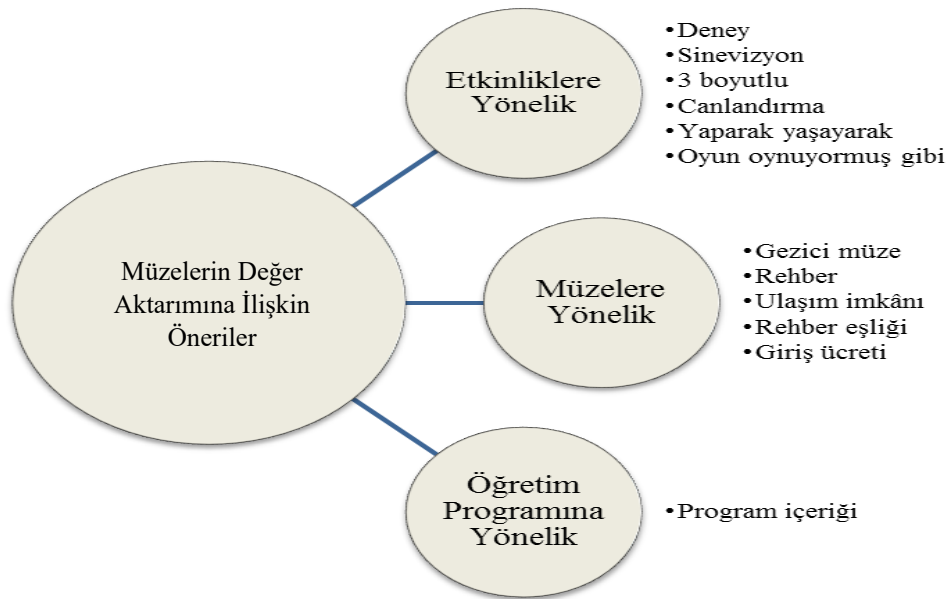 Müzelerin Değer
Aktarımına İlişkin
Öneriler
Etkinliklere
Yönelik
•Deney
•Sinevizyon
•3 boyutlu
•Canlandırma
•Yaparak yaşayarak
•Oyun oynuyormuş gibi
Müzelere
Yönelik
•Gezici müze
•Rehber
•Ulaşım imkânı
•Rehber eşliği
•Giriş ücreti
Öğretim
Programına
Yönelik
•Program içeriği